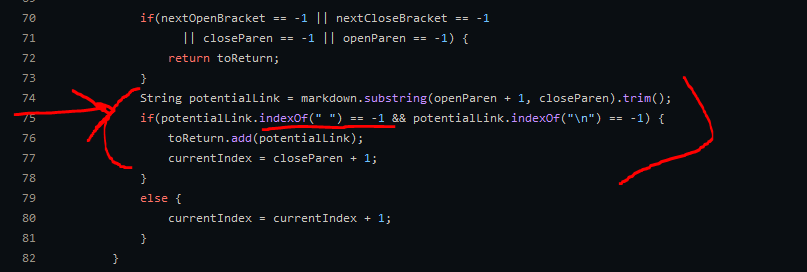 70 if(nextOpenBracket == -1 || nextCloseBracket == -1
71 || closeParen == -1 || openParen == -1) {
72 return toReturn;
73 }
74 String potentialLink = markdown.substring(openParen + 1, closeParen).trim();
75 if(potentialLink.indexOf(" ") == -1 && potentialLink.indexOf("\n") == -1) {
76 toReturn.add(potentialLink);
77 currentIndex = closeParen + 1;
78 }
79 else {
80 currentIndex = currentIndex + 1;
81 }
82 }